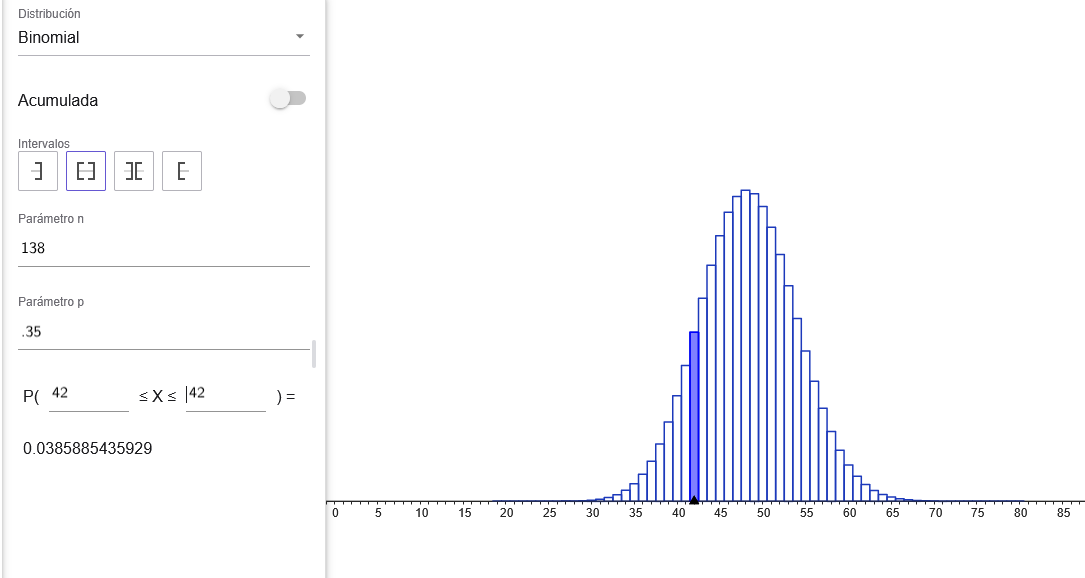 Distribución
Binomial
Acumulada
Intervalos
Parámetro n
138
Parámetro p
.35
P( 42 ≤ X ≤ 42 ) =
0.0385885435929
0 5 10 15 20 25 30 35 40 45 50 55 60 65 70 75 80 85